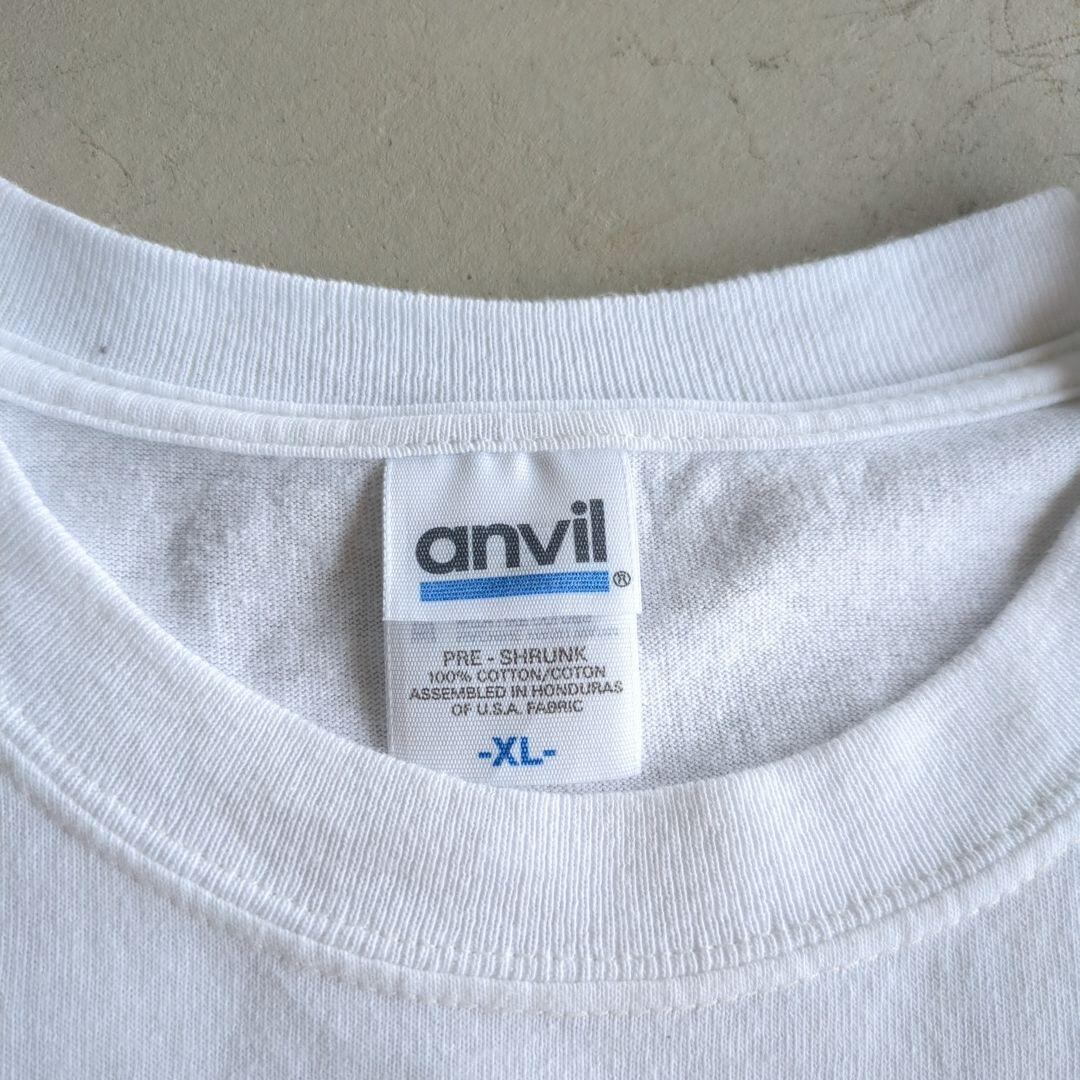 anvil
®
PRE - SHRUNK
100% COTTON/COTON
ASSEMBLED IN HONDURAS
OF U.S.A. FABRIC
-XL-